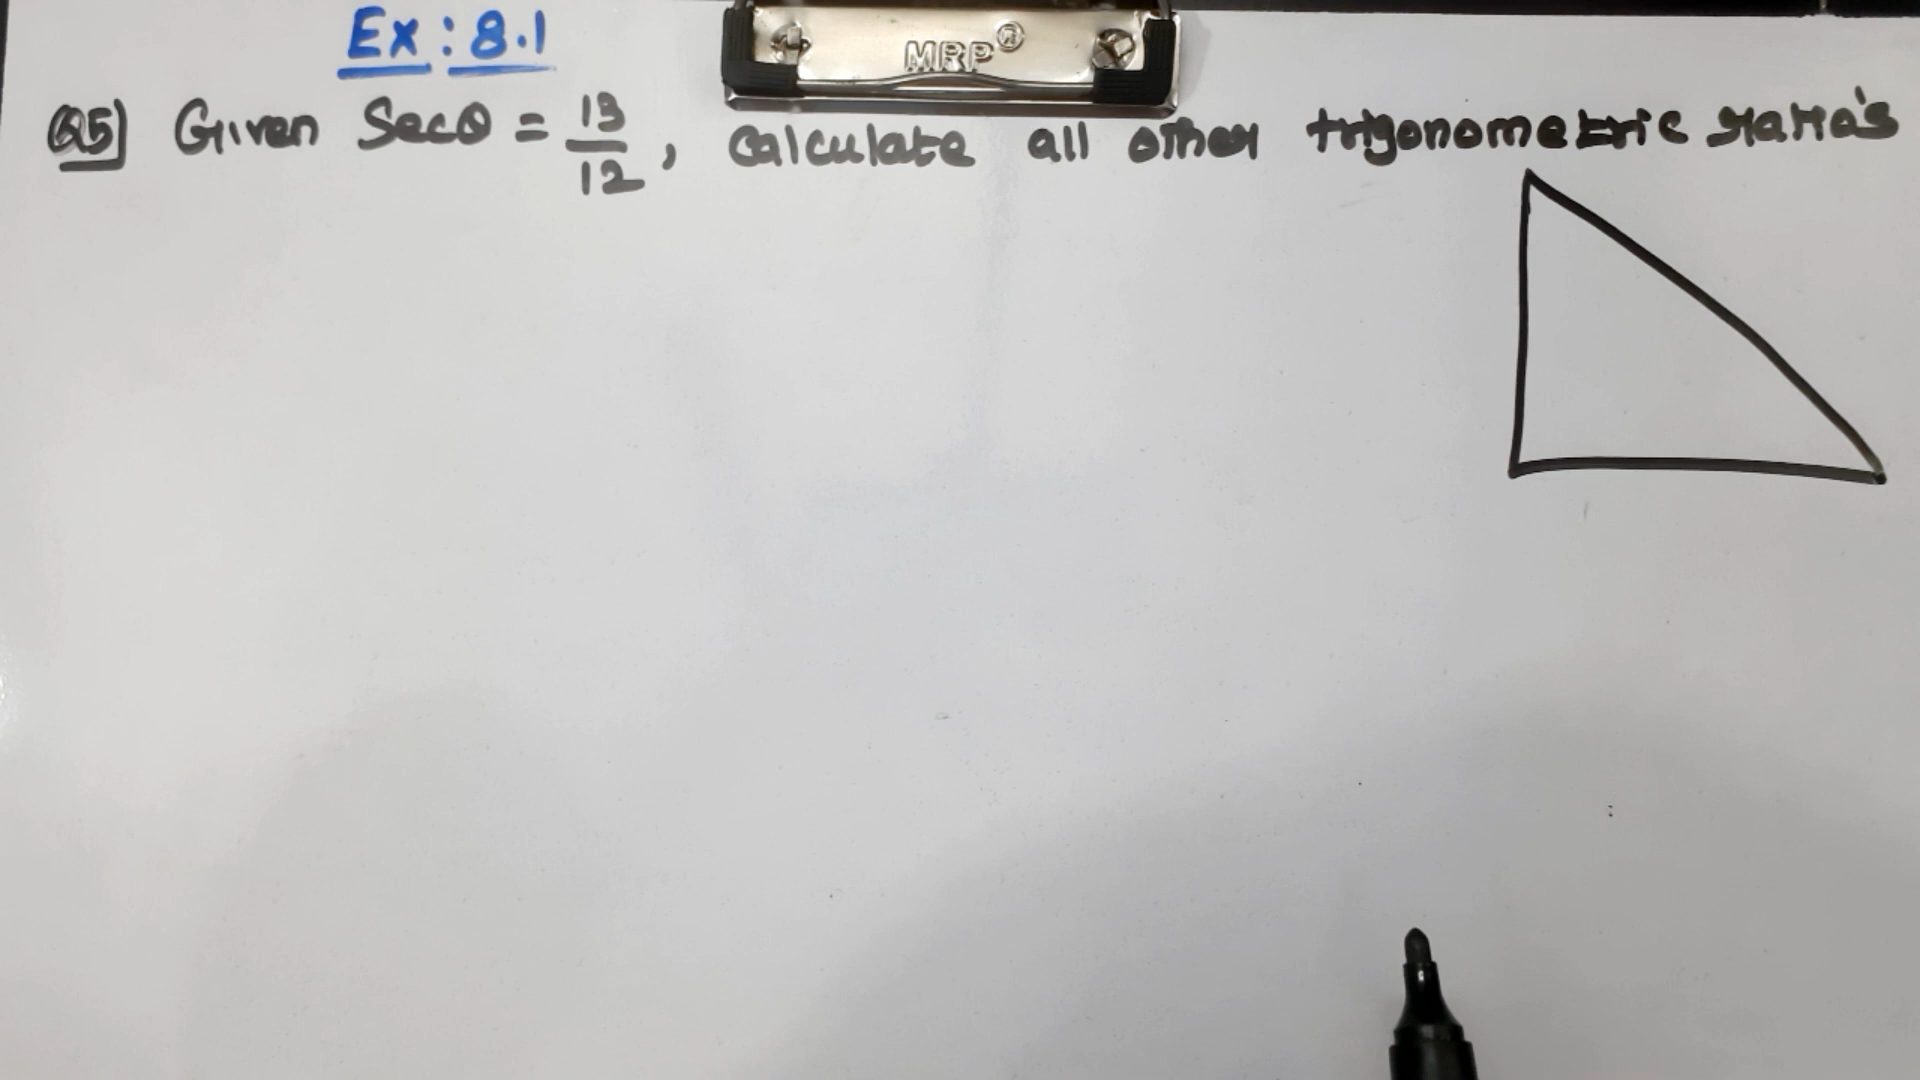 Ex: 8.1
MRP®
Q5] Given Secθ = 13/12, calculate all other trigonometric ratio's